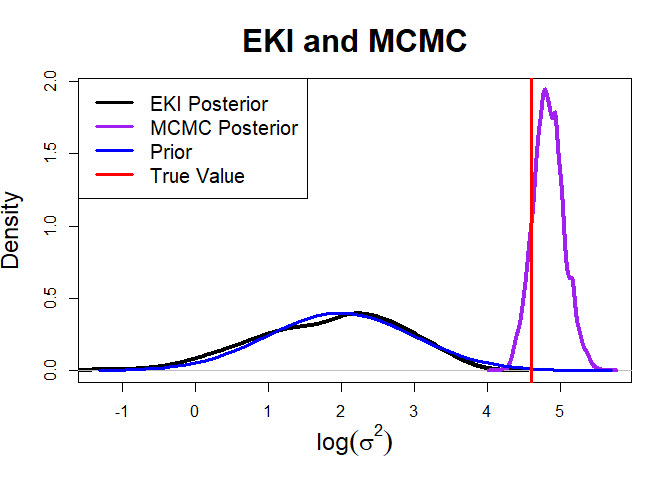 EKI and MCMC
EKI Posterior
MCMC Posterior
Prior
True Value
Density
0.0
0.5
1.0
1.5
2.0
-1
0
1
2
3
4
5
log(σ²)